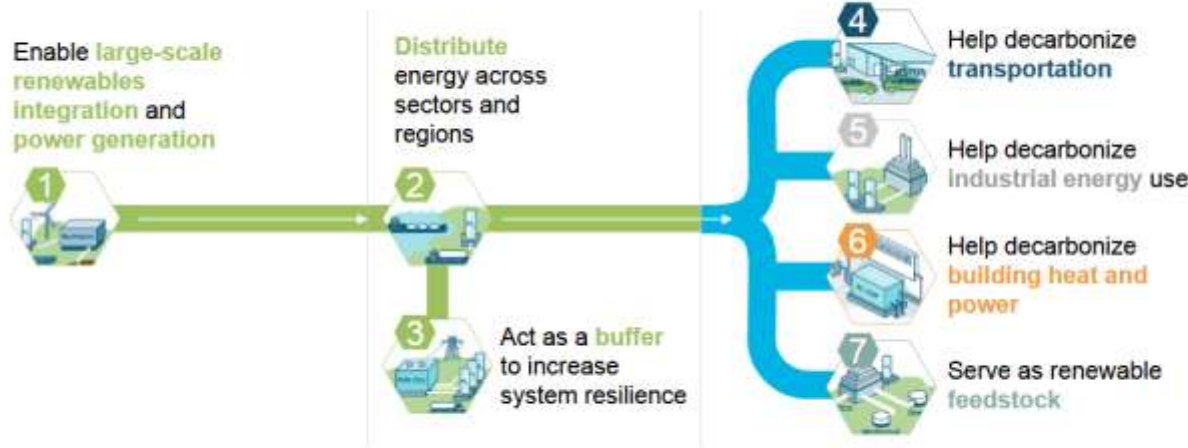 1
Enable large-scale
renewables
integration and
power generation
2
Distribute
energy across
sectors and
regions
3
Act as a buffer
to increase
system resilience
4
Help decarbonize
transportation
5
Help decarbonize
industrial energy use
6
Help decarbonize
building heat and
power
7
Serve as renewable
feedstock